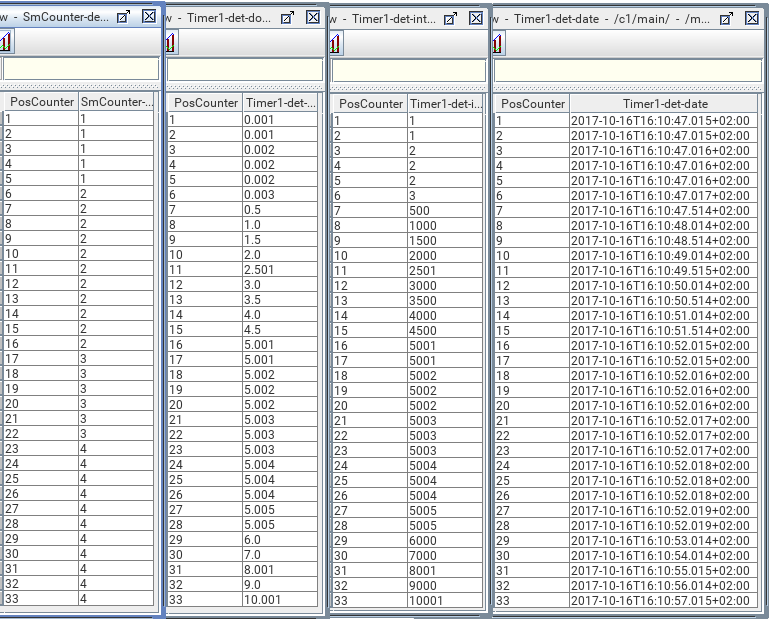 w - SmCounter-de... w - Timer1-det-do... w - Timer1-det-int... w - Timer1-det-date - /c1/main/ - /m...
PosCounter SmCounter-... PosCounter Timer1-det-... PosCounter Timer1-det-i... PosCounter Timer1-det-date
1 1 1 0.001 1 1 1 2017-10-16T16:10:47.015+02:00
2 1 2 0.001 2 1 2 2017-10-16T16:10:47.015+02:00
3 1 3 0.002 3 2 3 2017-10-16T16:10:47.016+02:00
4 1 4 0.002 4 2 4 2017-10-16T16:10:47.016+02:00
5 1 5 0.002 5 2 5 2017-10-16T16:10:47.016+02:00
6 2 6 0.003 6 3 6 2017-10-16T16:10:47.017+02:00
7 2 7 0.5 7 500 7 2017-10-16T16:10:47.514+02:00
8 2 8 1.0 8 1000 8 2017-10-16T16:10:48.014+02:00
9 2 9 1.5 9 1500 9 2017-10-16T16:10:48.514+02:00
10 2 10 2.0 10 2000 10 2017-10-16T16:10:49.014+02:00
11 2 11 2.501 11 2501 11 2017-10-16T16:10:49.515+02:00
12 2 12 3.0 12 3000 12 2017-10-16T16:10:50.014+02:00
13 2 13 3.5 13 3500 13 2017-10-16T16:10:50.514+02:00
14 2 14 4.0 14 4000 14 2017-10-16T16:10:51.014+02:00
15 2 15 4.5 15 4500 15 2017-10-16T16:10:51.514+02:00
16 2 16 5.001 16 5001 16 2017-10-16T16:10:52.015+02:00
17 3 17 5.001 17 5001 17 2017-10-16T16:10:52.015+02:00
18 3 18 5.002 18 5002 18 2017-10-16T16:10:52.016+02:00
19 3 19 5.002 19 5002 19 2017-10-16T16:10:52.016+02:00
20 3 20 5.002 20 5002 20 2017-10-16T16:10:52.016+02:00
21 3 21 5.003 21 5003 21 2017-10-16T16:10:52.017+02:00
22 3 22 5.003 22 5003 22 2017-10-16T16:10:52.017+02:00
23 4 23 5.003 23 5003 23 2017-10-16T16:10:52.017+02:00
24 4 24 5.004 24 5004 24 2017-10-16T16:10:52.018+02:00
25 4 25 5.004 25 5004 25 2017-10-16T16:10:52.018+02:00
26 4 26 5.004 26 5004 26 2017-10-16T16:10:52.018+02:00
27 4 27 5.005 27 5005 27 2017-10-16T16:10:52.019+02:00
28 4 28 5.005 28 5005 28 2017-10-16T16:10:52.019+02:00
29 4 29 6.0 29 6000 29 2017-10-16T16:10:53.014+02:00
30 4 30 7.0 30 7000 30 2017-10-16T16:10:54.014+02:00
31 4 31 8.001 31 8001 31 2017-10-16T16:10:55.015+02:00
32 4 32 9.0 32 9000 32 2017-10-16T16:10:56.014+02:00
33 4 33 10.001 33 10001 33 2017-10-16T16:10:57.015+02:00